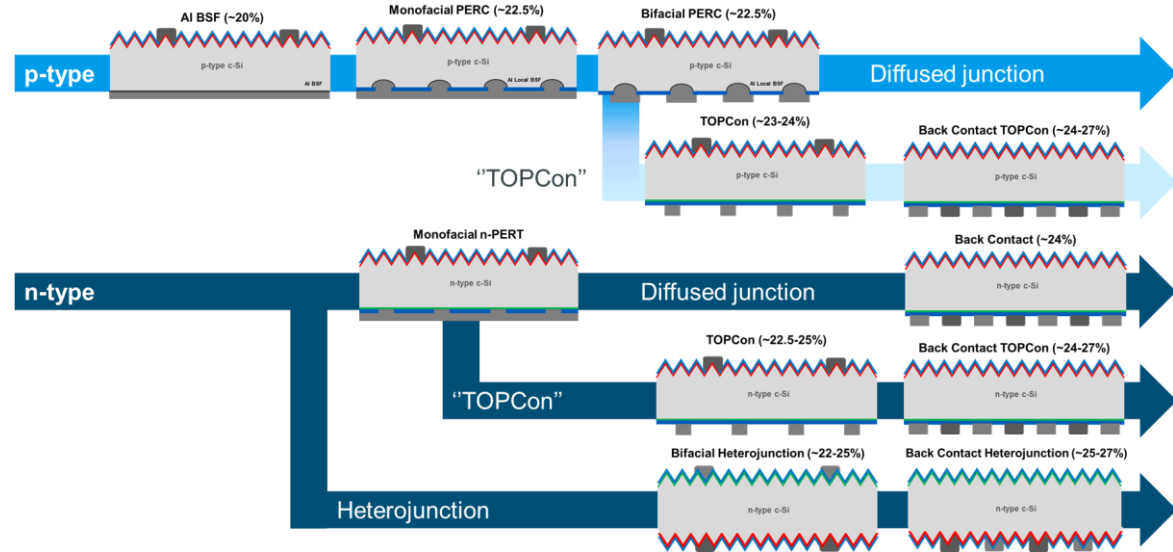 Al BSF (~20%)
Monofacial PERC (~22.5%)
Bifacial PERC (~22.5%)
p-type
p-type c-Si
Al BSF
p-type c-Si
Al Local BSF
p-type c-Si
Al Local BSF
Diffused junction
TOPCon (~23-24%)
Back Contact TOPCon (~24-27%)
‘’TOPCon’’
p-type c-Si
p-type c-Si
Monofacial n-PERT
Back Contact (~24%)
n-type
n-type c-Si
Diffused junction
n-type c-Si
TOPCon (~22.5-25%)
Back Contact TOPCon (~24-27%)
‘’TOPCon’’
n-type c-Si
n-type c-Si
Bifacial Heterojunction (~22-25%)
Back Contact Heterojunction (~25-27%)
Heterojunction
n-type c-Si
n-type c-Si